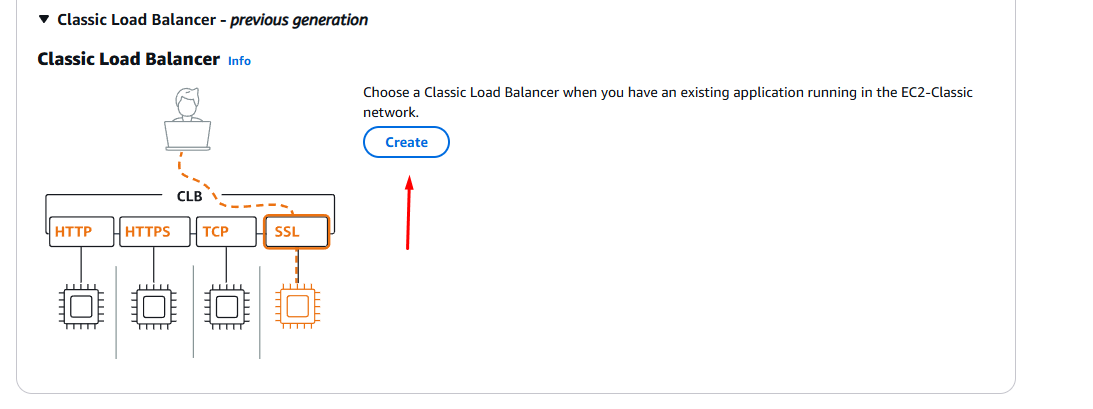 Classic Load Balancer - previous generation
Classic Load Balancer Info
Choose a Classic Load Balancer when you have an existing application running in the EC2-Classic
network.
Create
CLB
HTTP HTTPS TCP SSL